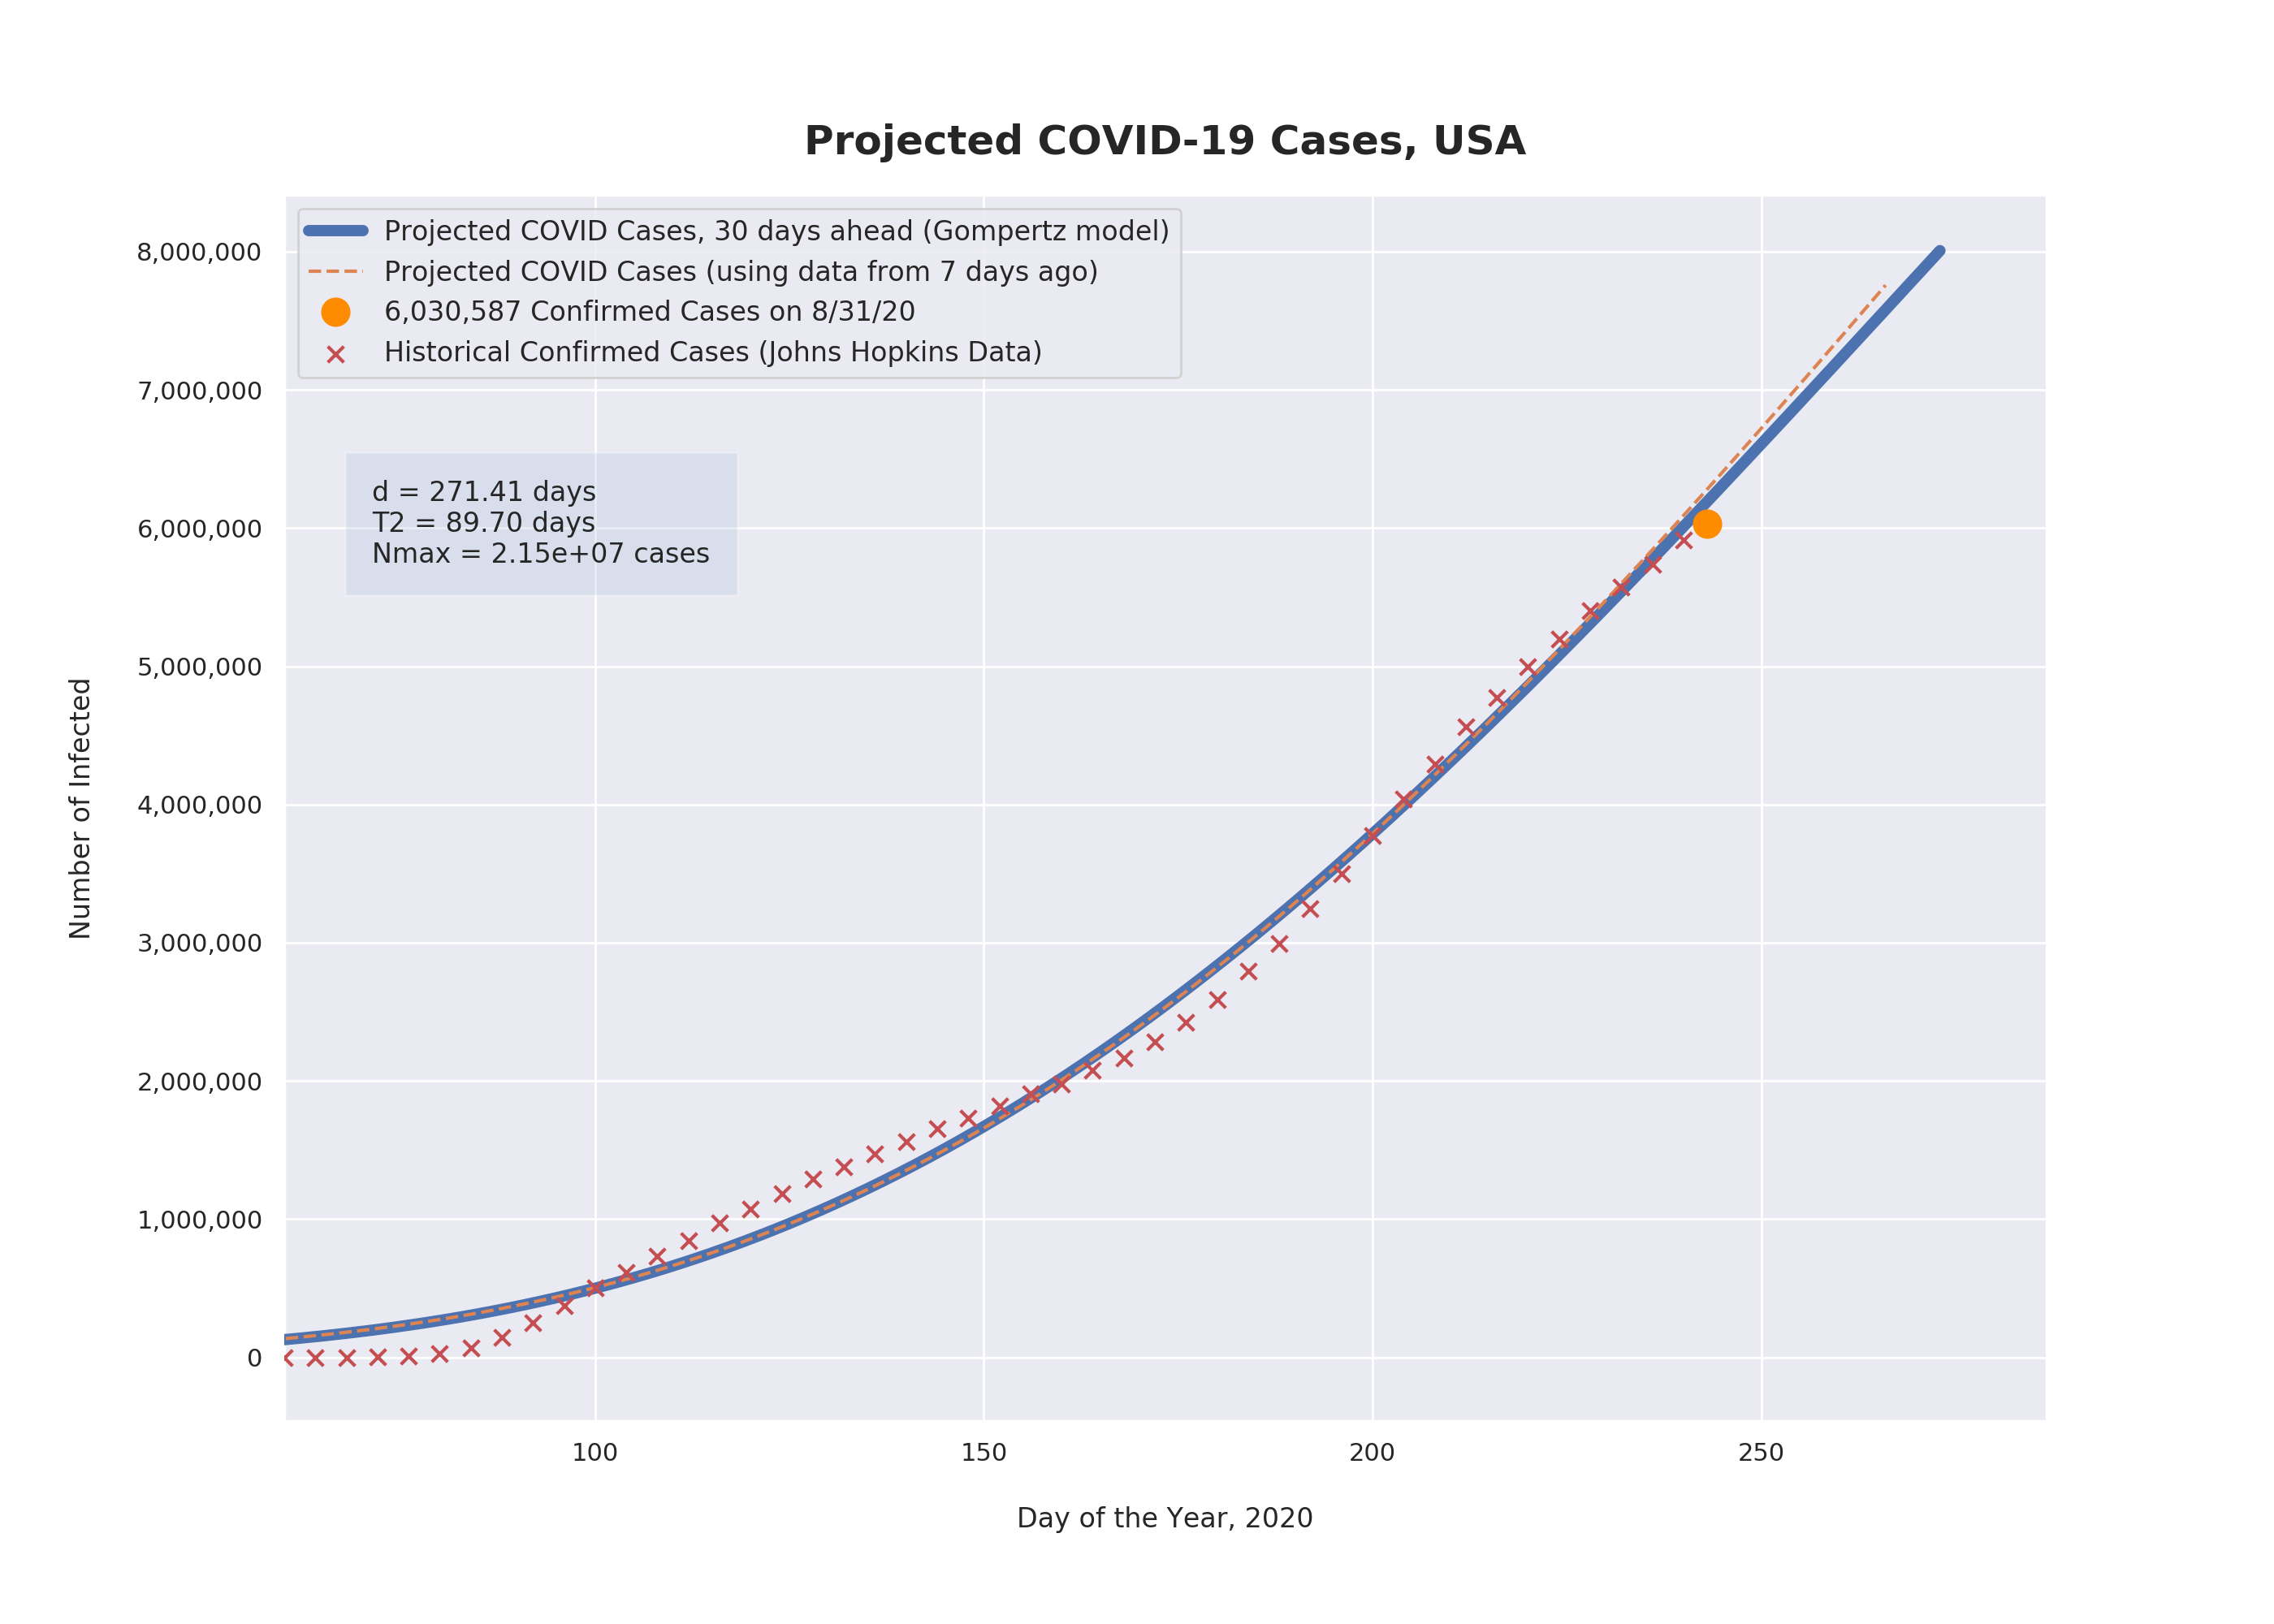 Projected COVID-19 Cases, USA
Projected COVID Cases, 30 days ahead (Gompertz model)
Projected COVID Cases (using data from 7 days ago)
6,030,587 Confirmed Cases on 8/31/20
Historical Confirmed Cases (Johns Hopkins Data)
d = 271.41 days
T2 = 89.70 days
Nmax = 2.15e+07 cases
Number of Infected
8,000,000
7,000,000
6,000,000
5,000,000
4,000,000
3,000,000
2,000,000
1,000,000
0
100 150 200 250
Day of the Year, 2020